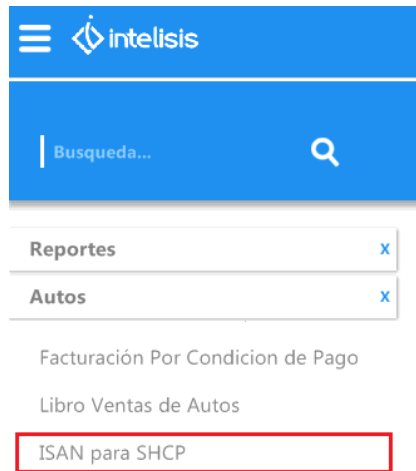 intelisis
Busqueda...
Reportes x
Autos x
Facturación Por Condicion de Pago
Libro Ventas de Autos
ISAN para SHCP